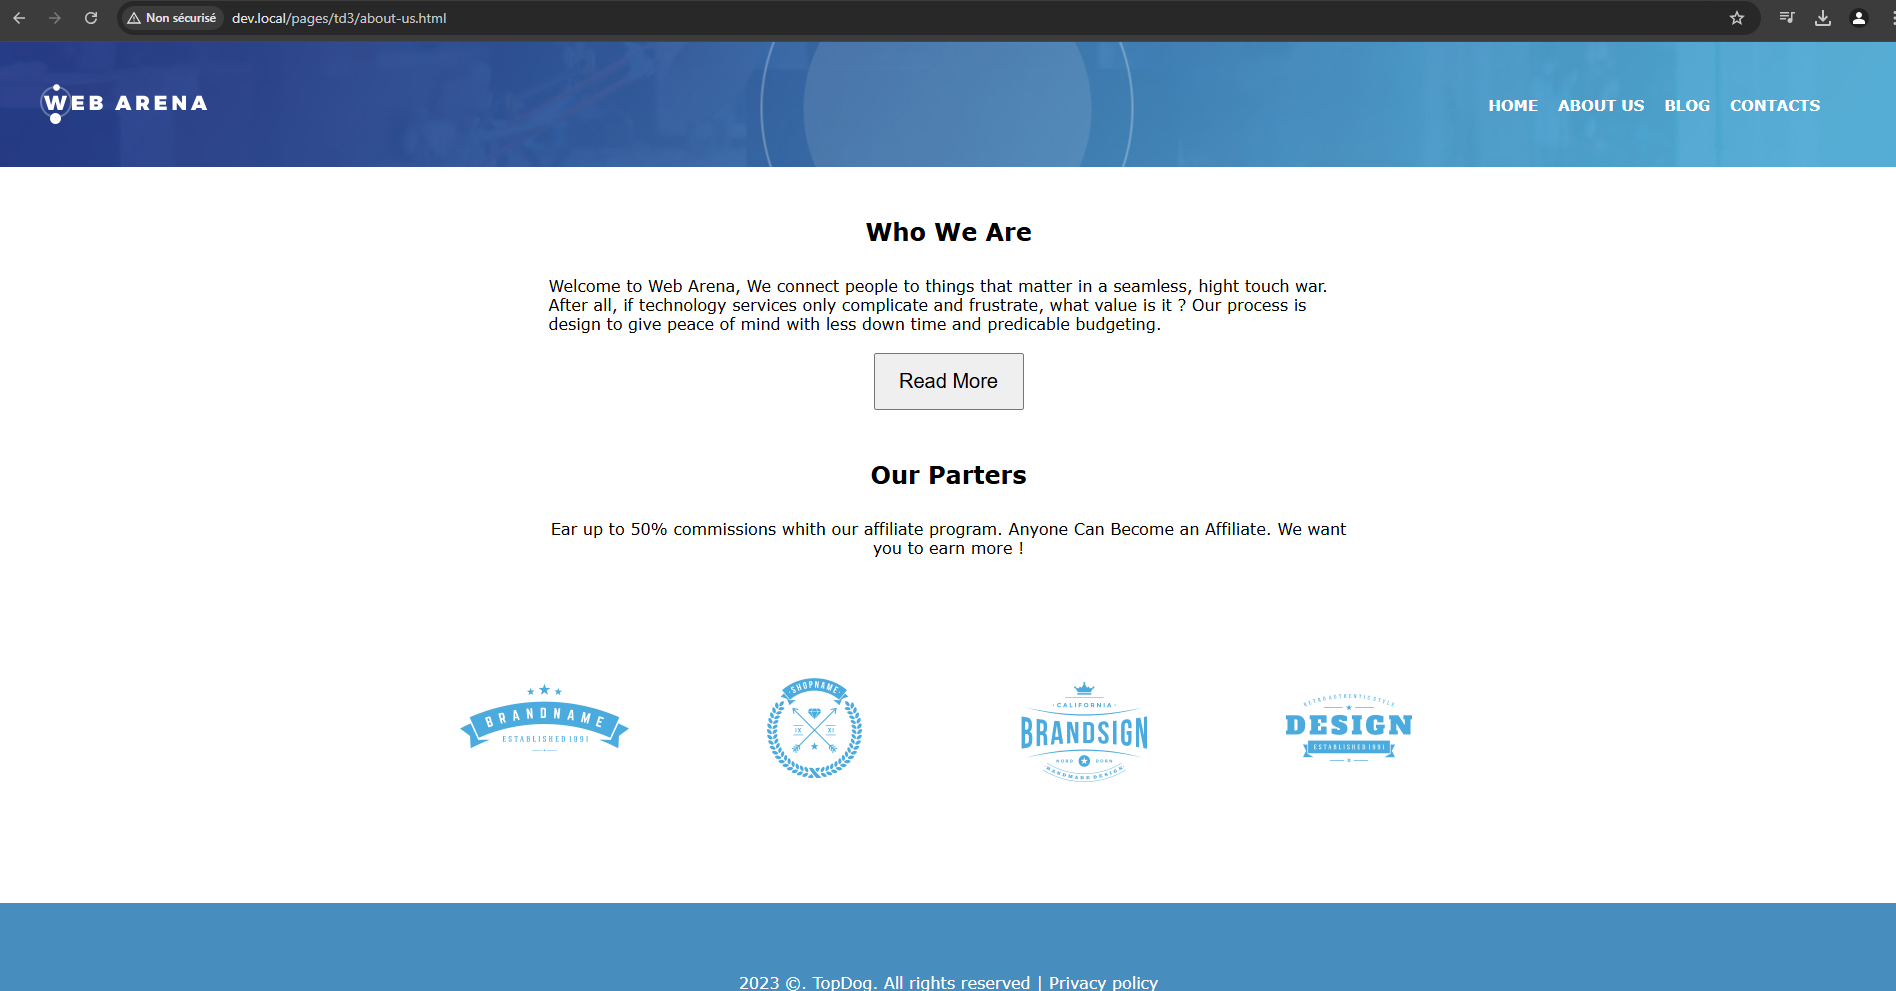 Non sécurisé dev.local/pages/td3/about-us.html
WEB ARENA
HOME ABOUT US BLOG CONTACTS
Who We Are
Welcome to Web Arena, We connect people to things that matter in a seamless, hight touch war.
After all, if technology services only complicate and frustrate, what value is it ? Our process is
design to give peace of mind with less down time and predicable budgeting.
Read More
Our Parters
Ear up to 50% commissions whith our affiliate program. Anyone Can Become an Affiliate. We want
you to earn more !
BRANDNAME
ESTABLISHED 1991
SHOPNAME
IX XI
CALIFORNIA
BRANDSIGN
NORD DORN
HANDMADE DESIGN
RETRO AUTHENTIC STYLE
DESIGN
ESTABLISHED 1991
2023 ©. TopDog. All rights reserved | Privacy policy